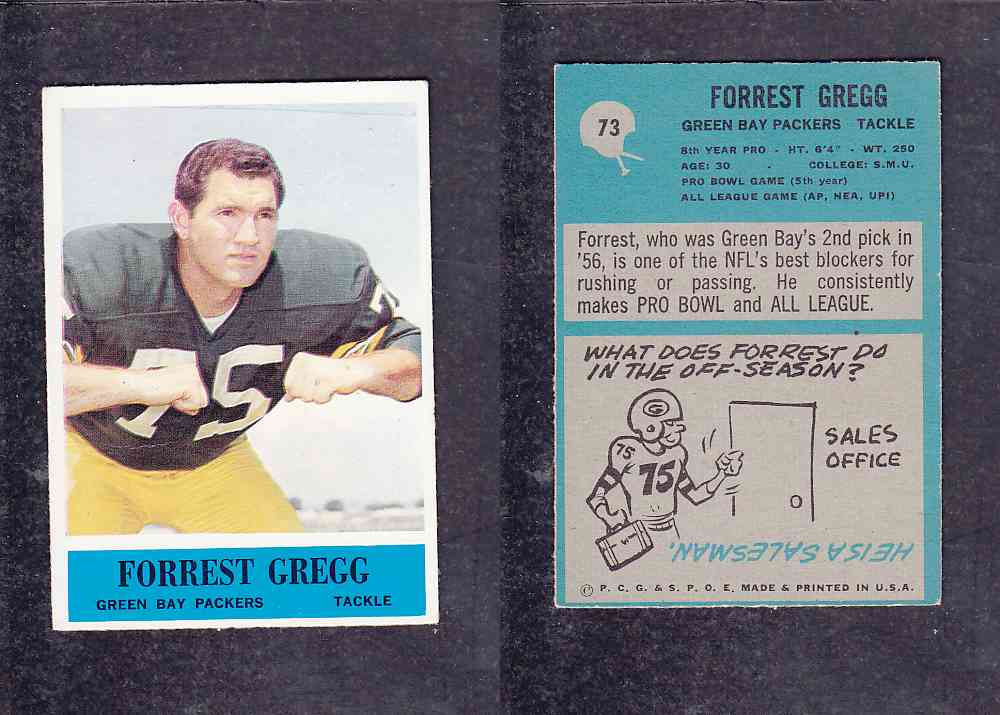 75
75
FORREST GREGG
GREEN BAY PACKERS TACKLE
73
FORREST GREGG
GREEN BAY PACKERS TACKLE
8th YEAR PRO - HT. 6'4" - WT. 250
AGE: 30 - COLLEGE: S.M.U.
PRO BOWL GAME (5th year)
ALL LEAGUE GAME (AP, NEA, UPI)
Forrest, who was Green Bay's 2nd pick in
'56, is one of the NFL's best blockers for
rushing or passing. He consistently
makes PRO BOWL and ALL LEAGUE.
WHAT DOES FORREST DO
IN THE OFF-SEASON?
G
75
75
SALES
OFFICE
HE IS A SALESMAN.
© P. C. G. & S. P. O. E. MADE & PRINTED IN U.S.A.